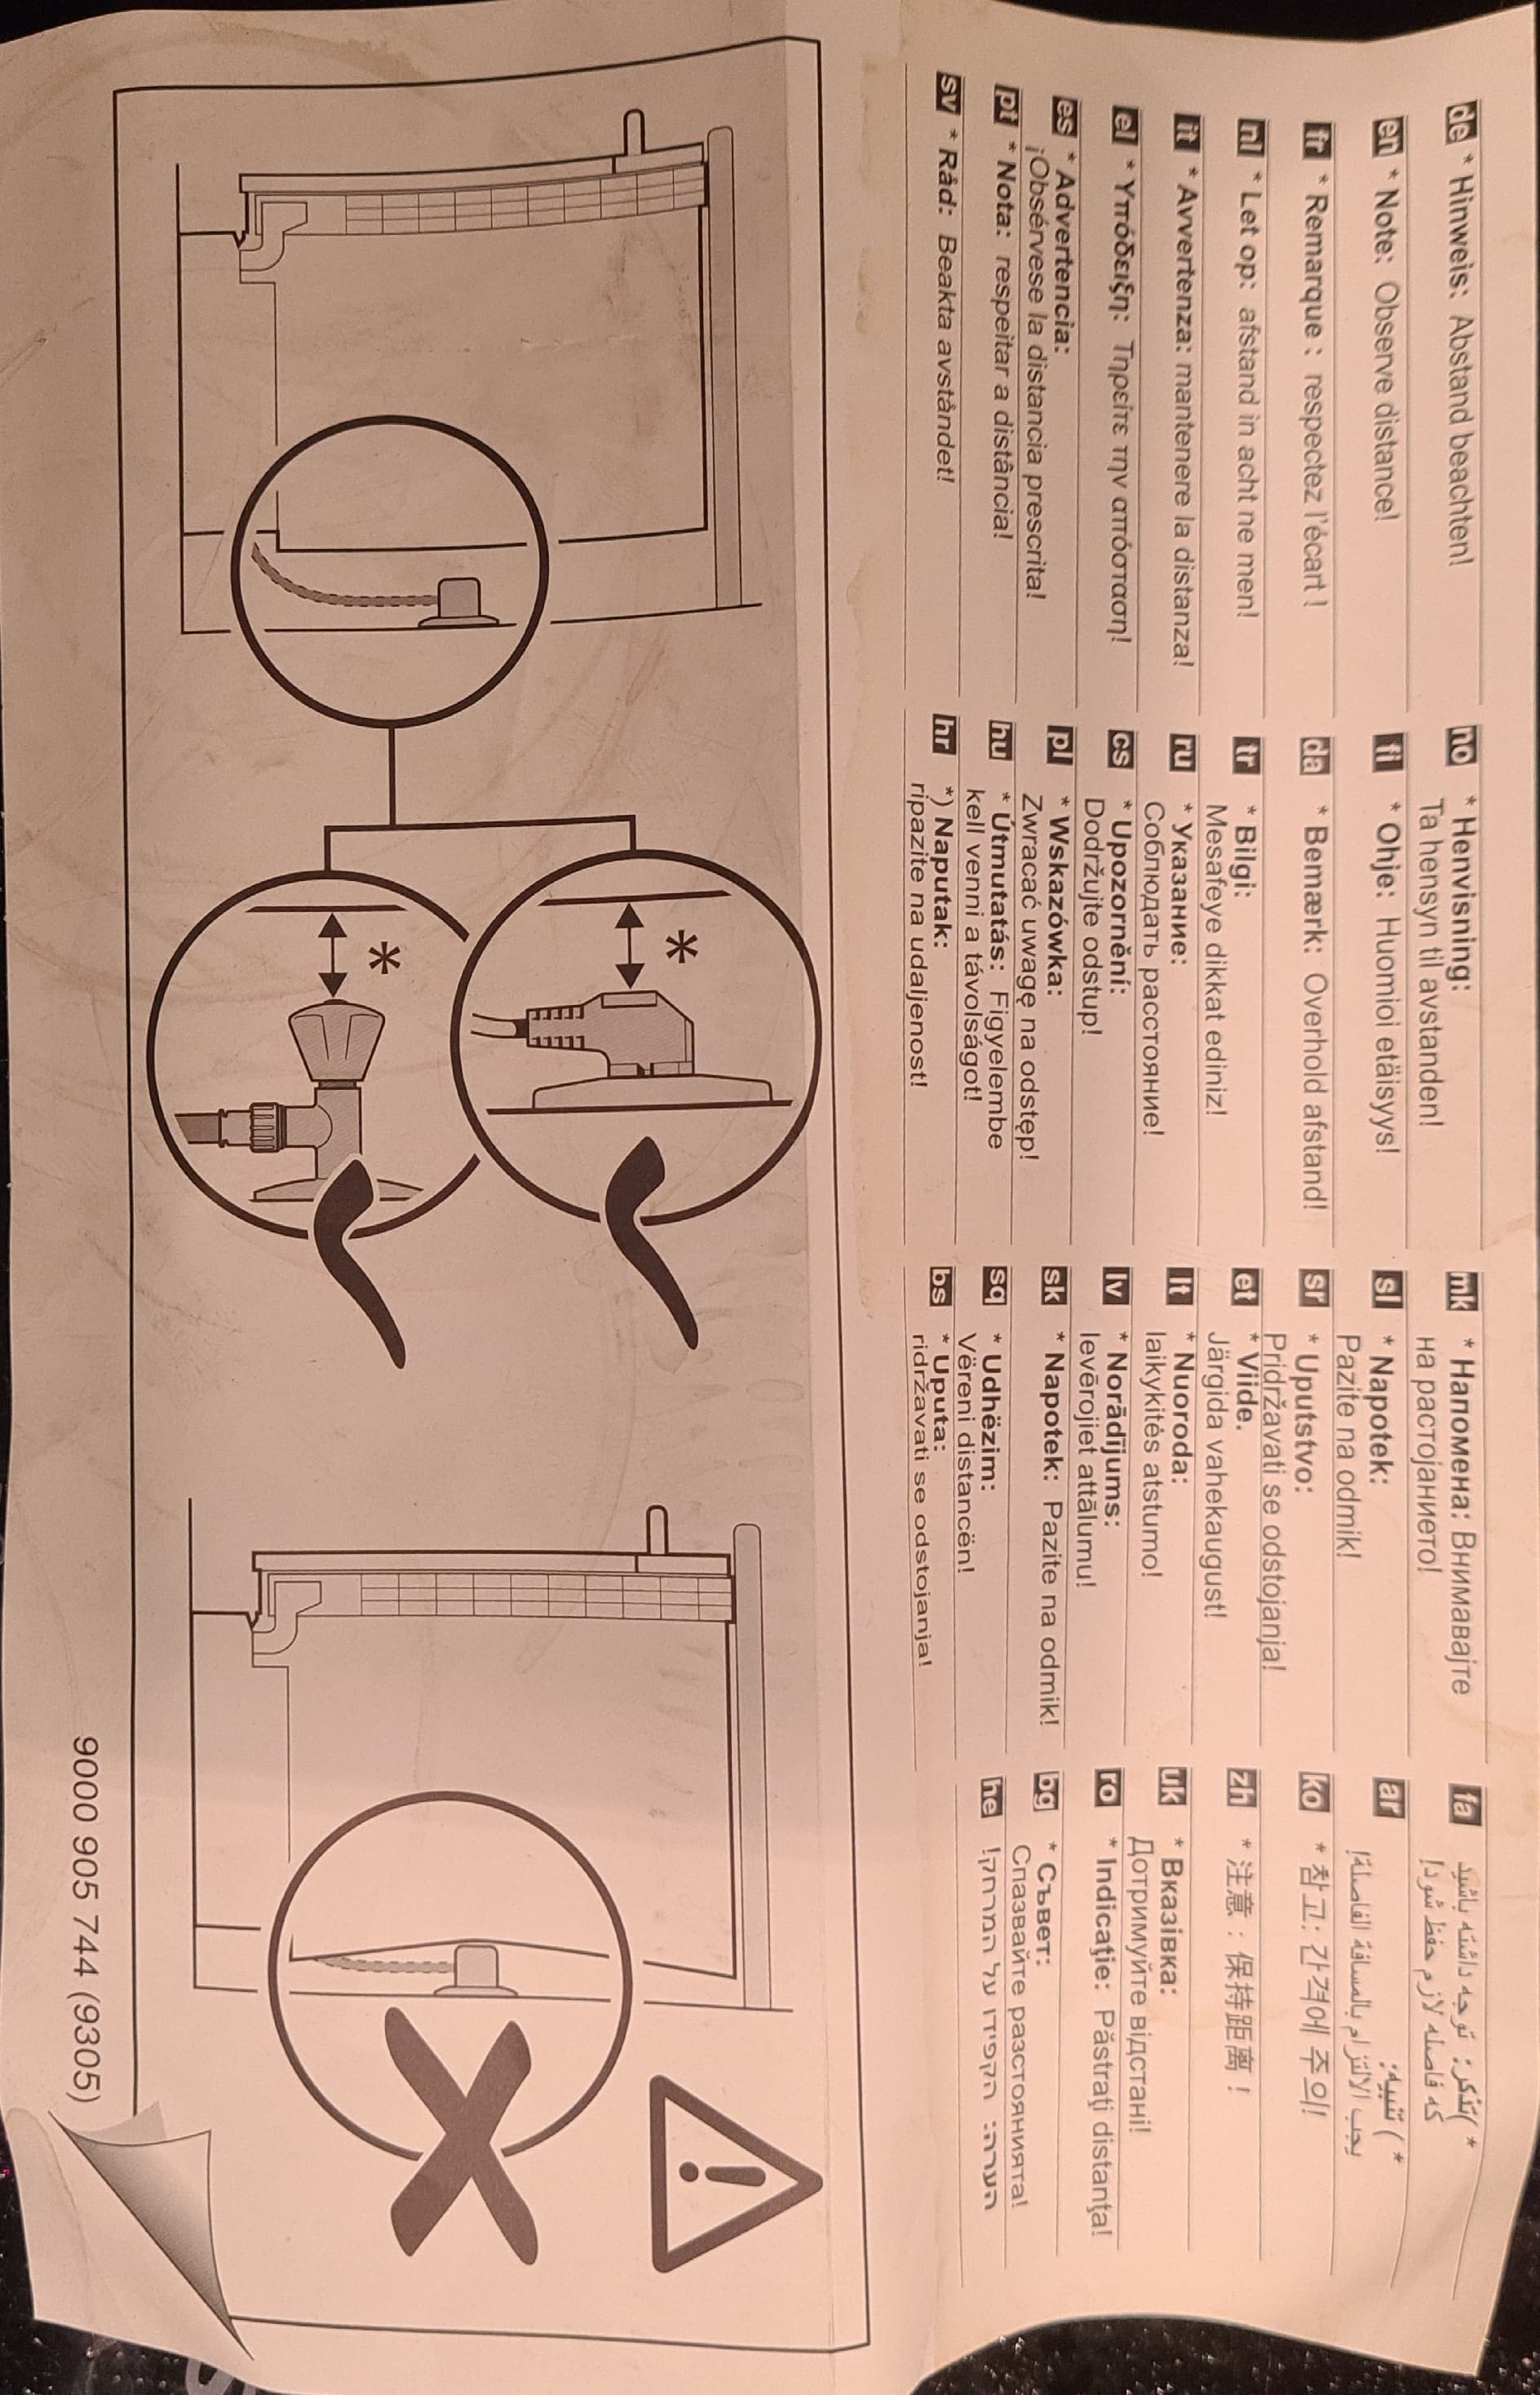 de * Hinweis: Abstand beachten!
en * Note: Observe distance!
fr * Remarque : respectez l'écart !
nl * Let op: afstand in acht ne men!
it * Avvertenza: mantenere la distanza!
el * Υπόδειξη: Τηρείτε την απόσταση!
es * Advertencia:
¡Obsérvese la distancia prescrita!
pt * Nota: respeitar a distância!
sv * Råd: Beakta avståndet!
no * Henvisning:
Ta hensyn til avstanden!
fi * Ohje: Huomioi etäisyys!
da * Bemærk: Overhold afstand!
tr * Bilgi:
Mesafeye dikkat ediniz!
ru * Указание:
Соблюдать расстояние!
cs * Upozornění:
Dodržujte odstup!
pl * Wskazówka:
Zwracać uwagę na odstęp!
hu * Útmutatás: Figyelembe
kell venni a távolságot!
hr *) Naputak:
ripazite na udaljenost!
mk * Напомена: Внимавајте
на растојанието!
sl * Napotek:
Pazite na odmik!
sr * Uputstvo:
Pridržavati se odstojanja!
et * Viide.
Järgida vahekaugust!
lt * Nuoroda:
laikykitės atstumo!
lv * Norādījums:
Ievērojiet attālumu!
sk * Napotek: Pazite na odmik!
sq * Udhëzim:
Vëreni distancën!
bs * Uputa:
ridržavati se odstojanja!
fa * (تذکر: توجه داشته باشید
که فاصله لازم حفظ شود!
ar * (تنبيه:
يجب الالتزام بالمسافة الفاصلة!
ko * 참고: 간격에 주의!
zh * 注意：保持距离！
uk * Вказівка:
Дотримуйте відстані!
ro * Indicaţie: Păstraţi distanţa!
bg * Съвет:
Спазвайте разстоянията!
he הערה: הקפידו על המרחק!
*
*
9000 905 744 (9305)